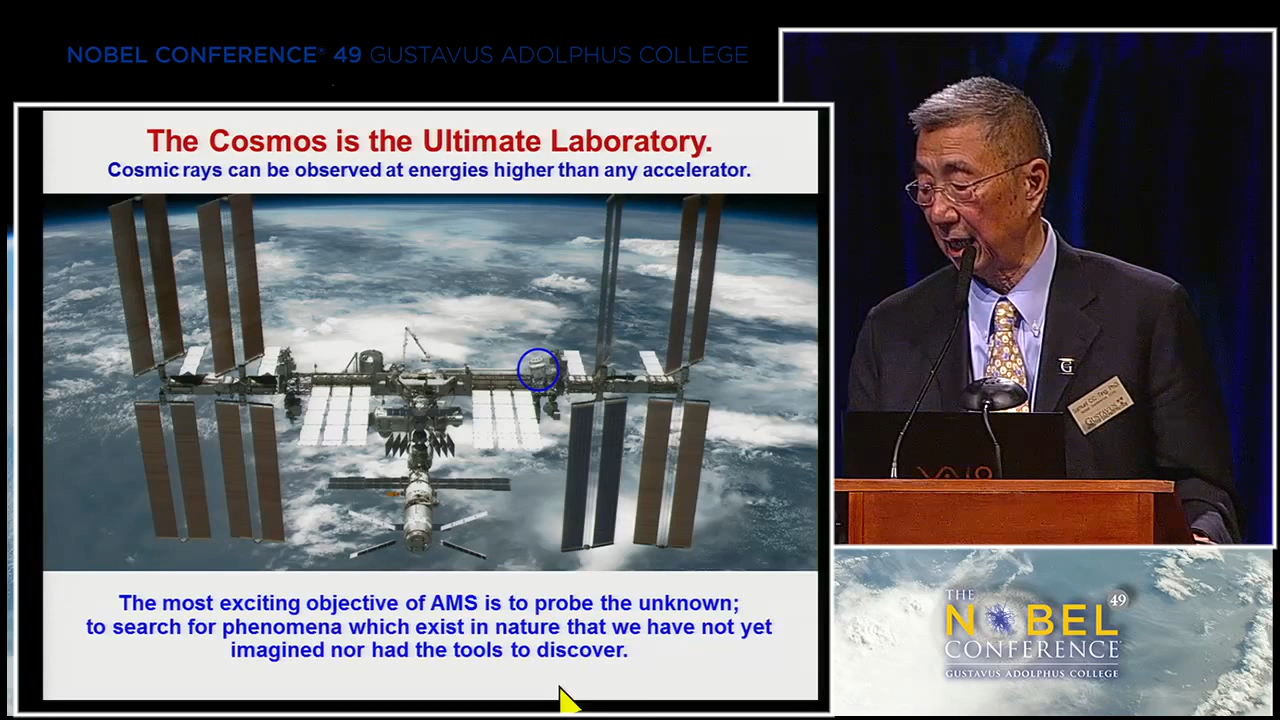 NOBEL CONFERENCE® 49 GUSTAVUS ADOLPHUS COLLEGE
The Cosmos is the Ultimate Laboratory.
Cosmic rays can be observed at energies higher than any accelerator.
The most exciting objective of AMS is to probe the unknown;
to search for phenomena which exist in nature that we have not yet
imagined nor had the tools to discover.
G
VAIO
THE
NOBEL 49
CONFERENCE
GUSTAVUS ADOLPHUS COLLEGE